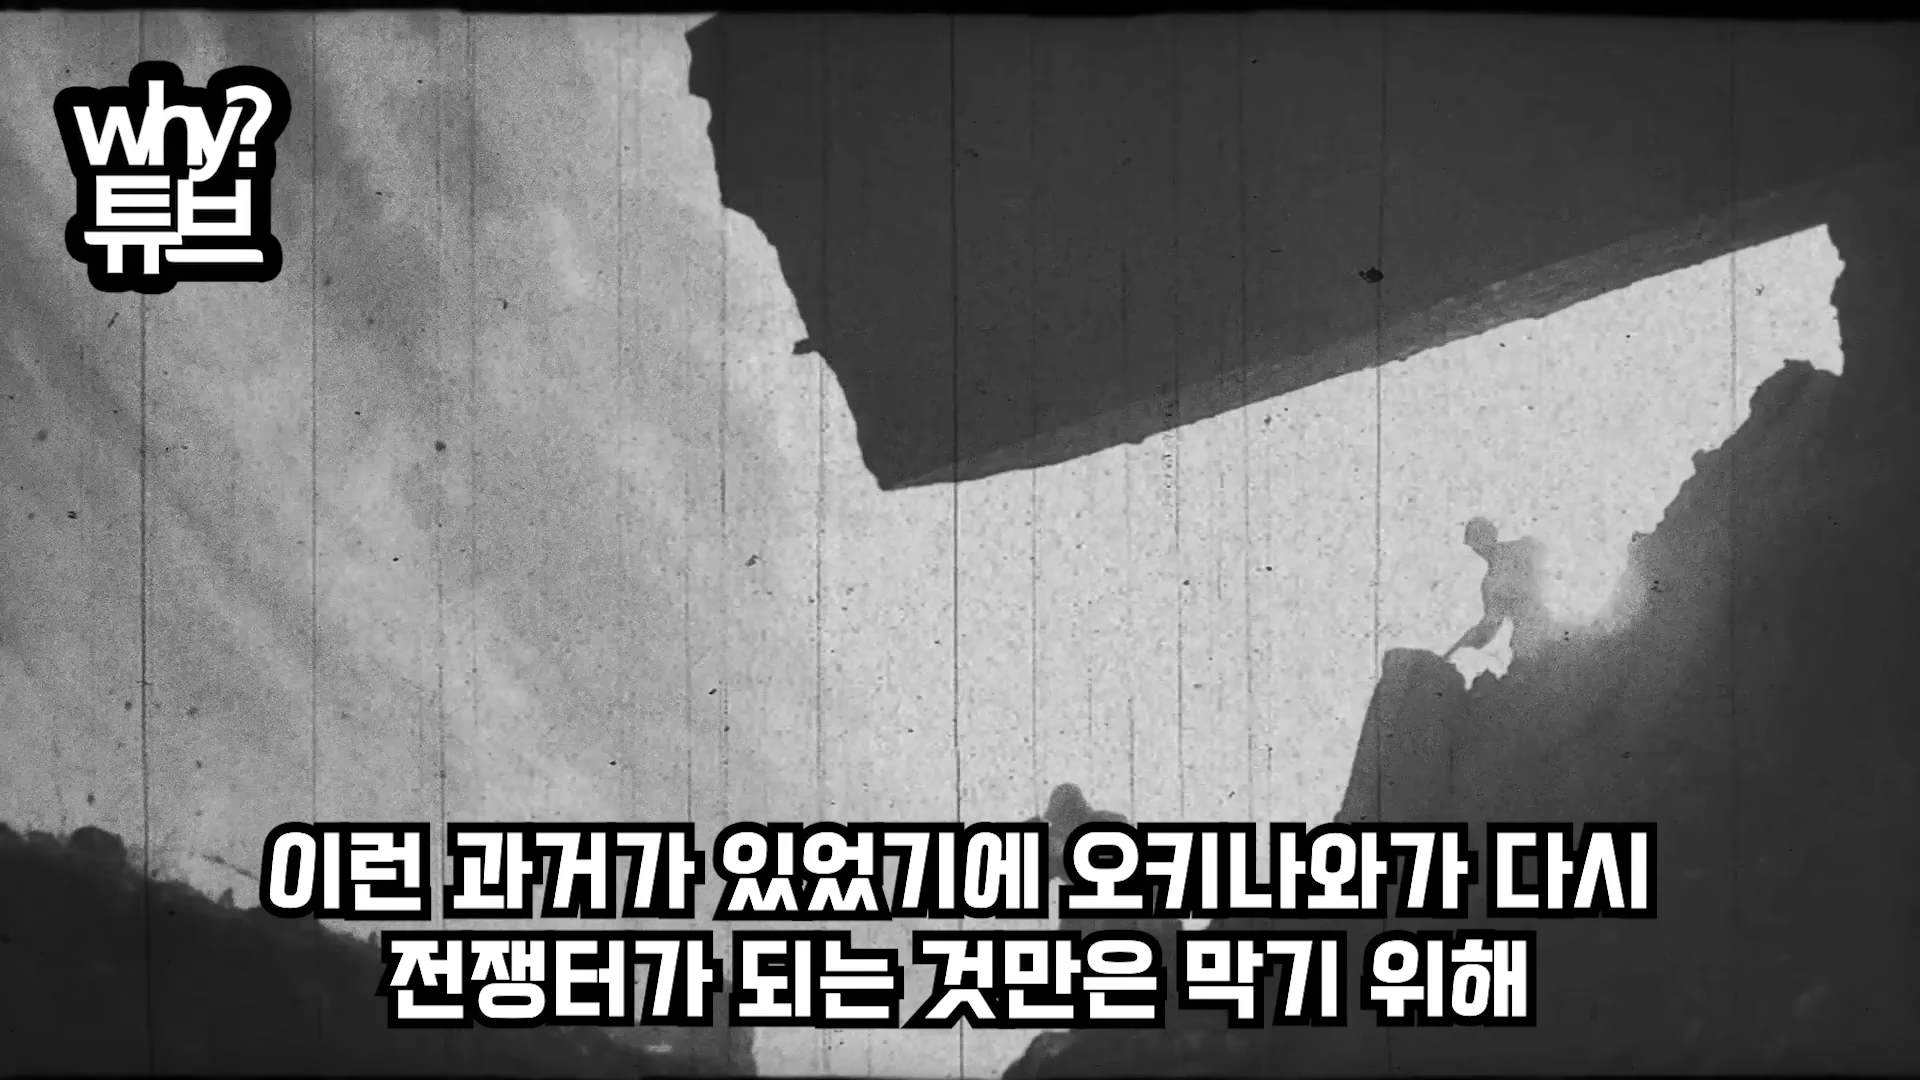 why?
튜브
이런 과거가 있었기에 오키나와가 다시
전쟁터가 되는 것만은 막기 위해